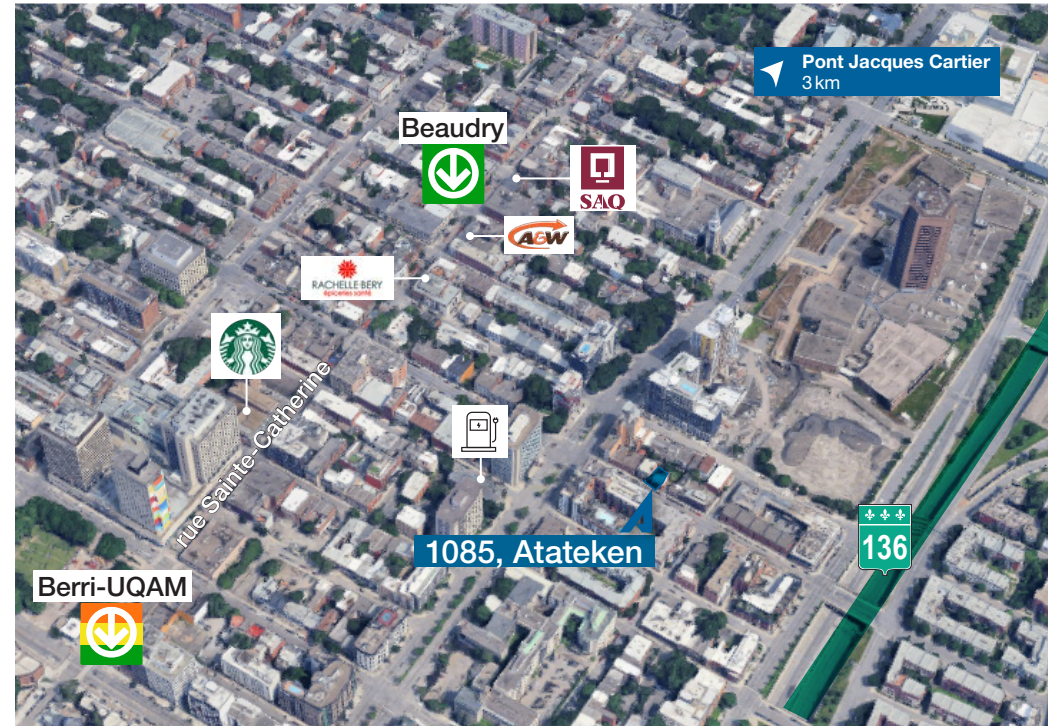 Pont Jacques Cartier
3 km
Beaudry
SAQ
A&W
RACHELLE-BERY
épiceries santé
rue Sainte-Catherine
1085, Atateken
136
Berri-UQAM